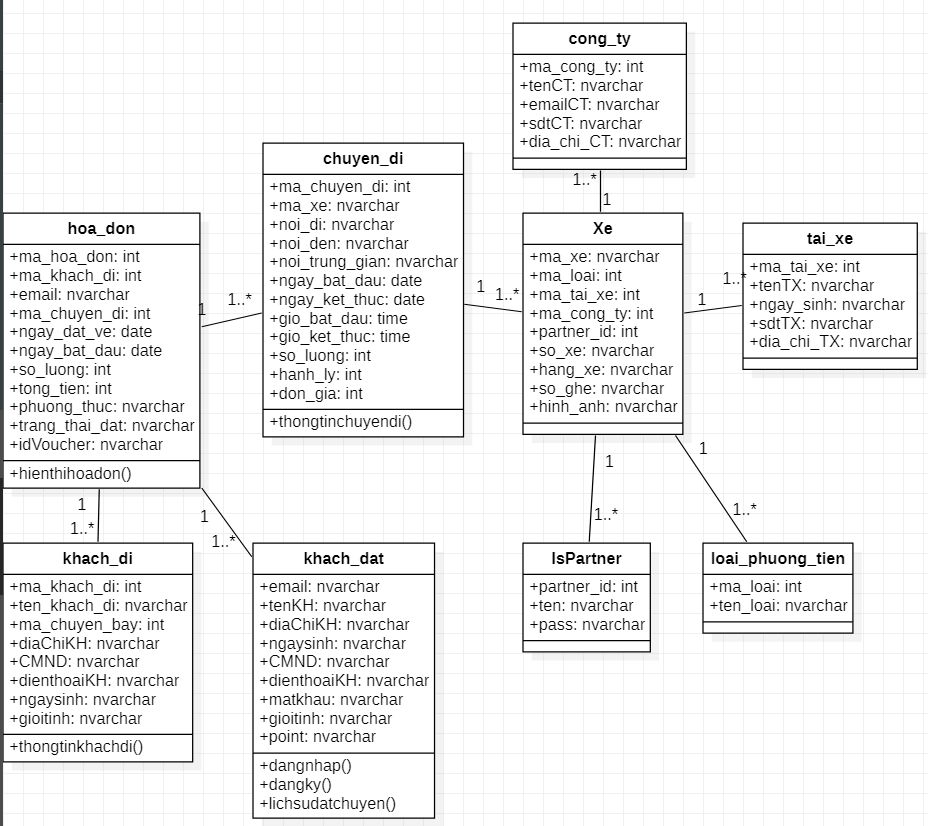 cong_ty
+ma_cong_ty: int
+tenCT: nvarchar
+emailCT: nvarchar
+sdtCT: nvarchar
+dia_chi_CT: nvarchar
1..*
1
chuyen_di
+ma_chuyen_di: int
+ma_xe: nvarchar
+noi_di: nvarchar
+noi_den: nvarchar
+noi_trung_gian: nvarchar
+ngay_bat_dau: date
+ngay_ket_thuc: date
+gio_bat_dau: time
+gio_ket_thuc: time
+so_luong: int
+hanh_ly: int
+don_gia: int
+thongtinchuyendi()
1
1..*
hoa_don
+ma_hoa_don: int
+ma_khach_di: int
+email: nvarchar
+ma_chuyen_di: int
+ngay_dat_ve: date
+ngay_bat_dau: date
+so_luong: int
+tong_tien: int
+phuong_thuc: nvarchar
+trang_thai_dat: nvarchar
+idVoucher: nvarchar
+hienthihoadon()
1
1..*
Xe
+ma_xe: nvarchar
+ma_loai: int
+ma_tai_xe: int
+ma_cong_ty: int
+partner_id: int
+so_xe: nvarchar
+hang_xe: nvarchar
+so_ghe: nvarchar
+hinh_anh: nvarchar
1
1..*
tai_xe
+ma_tai_xe: int
+tenTX: nvarchar
+ngay_sinh: nvarchar
+sdtTX: nvarchar
+dia_chi_TX: nvarchar
1
1..*
1
1..*
1
1..*
1
1..*
khach_di
+ma_khach_di: int
+ten_khach_di: nvarchar
+ma_chuyen_bay: int
+diaChiKH: nvarchar
+CMND: nvarchar
+dienthoaiKH: nvarchar
+ngaysinh: nvarchar
+gioitinh: nvarchar
+thongtinkhachdi()
khach_dat
+email: nvarchar
+tenKH: nvarchar
+diaChiKH: nvarchar
+ngaysinh: nvarchar
+CMND: nvarchar
+dienthoaiKH: nvarchar
+matkhau: nvarchar
+gioitinh: nvarchar
+point: nvarchar
+dangnhap()
+dangky()
+lichsudatchuyen()
IsPartner
+partner_id: int
+ten: nvarchar
+pass: nvarchar
loai_phuong_tien
+ma_loai: int
+ten_loai: nvarchar